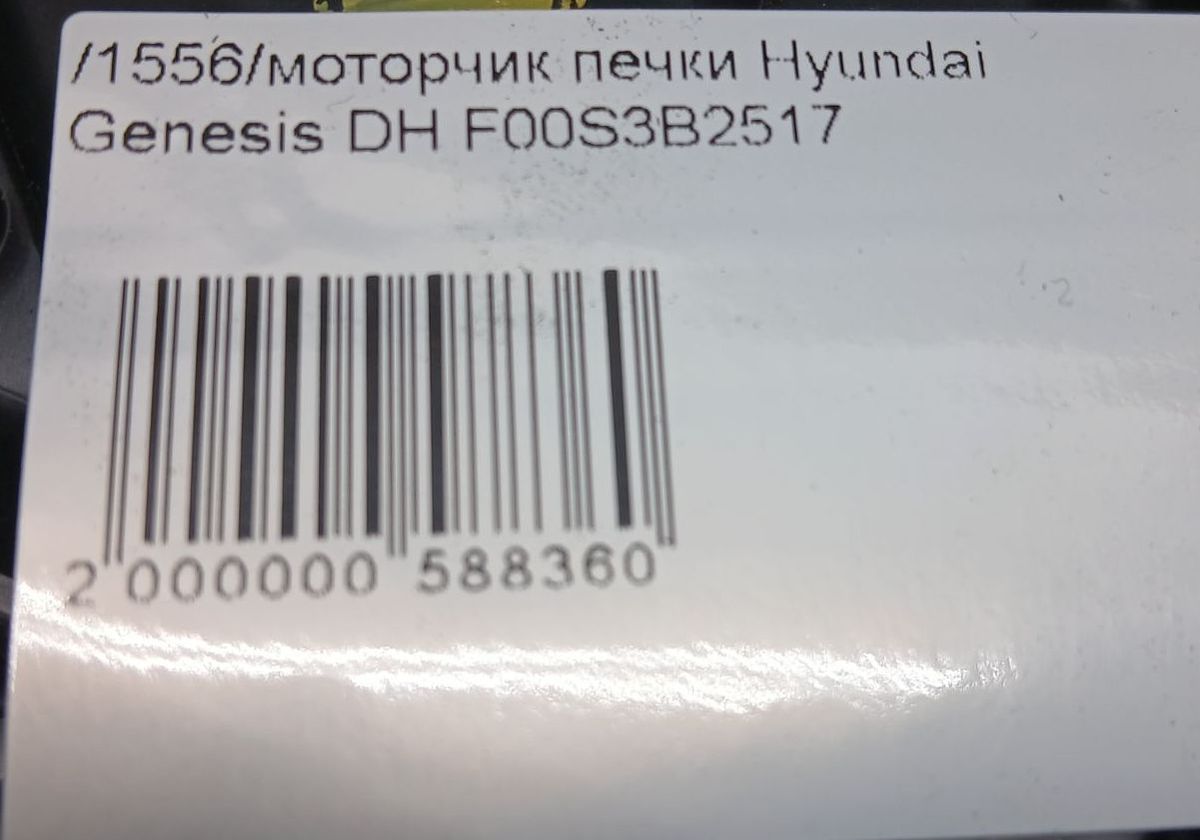 /1556/моторчик печки Hyundai
Genesis DH F00S3B2517
2 000000 588360